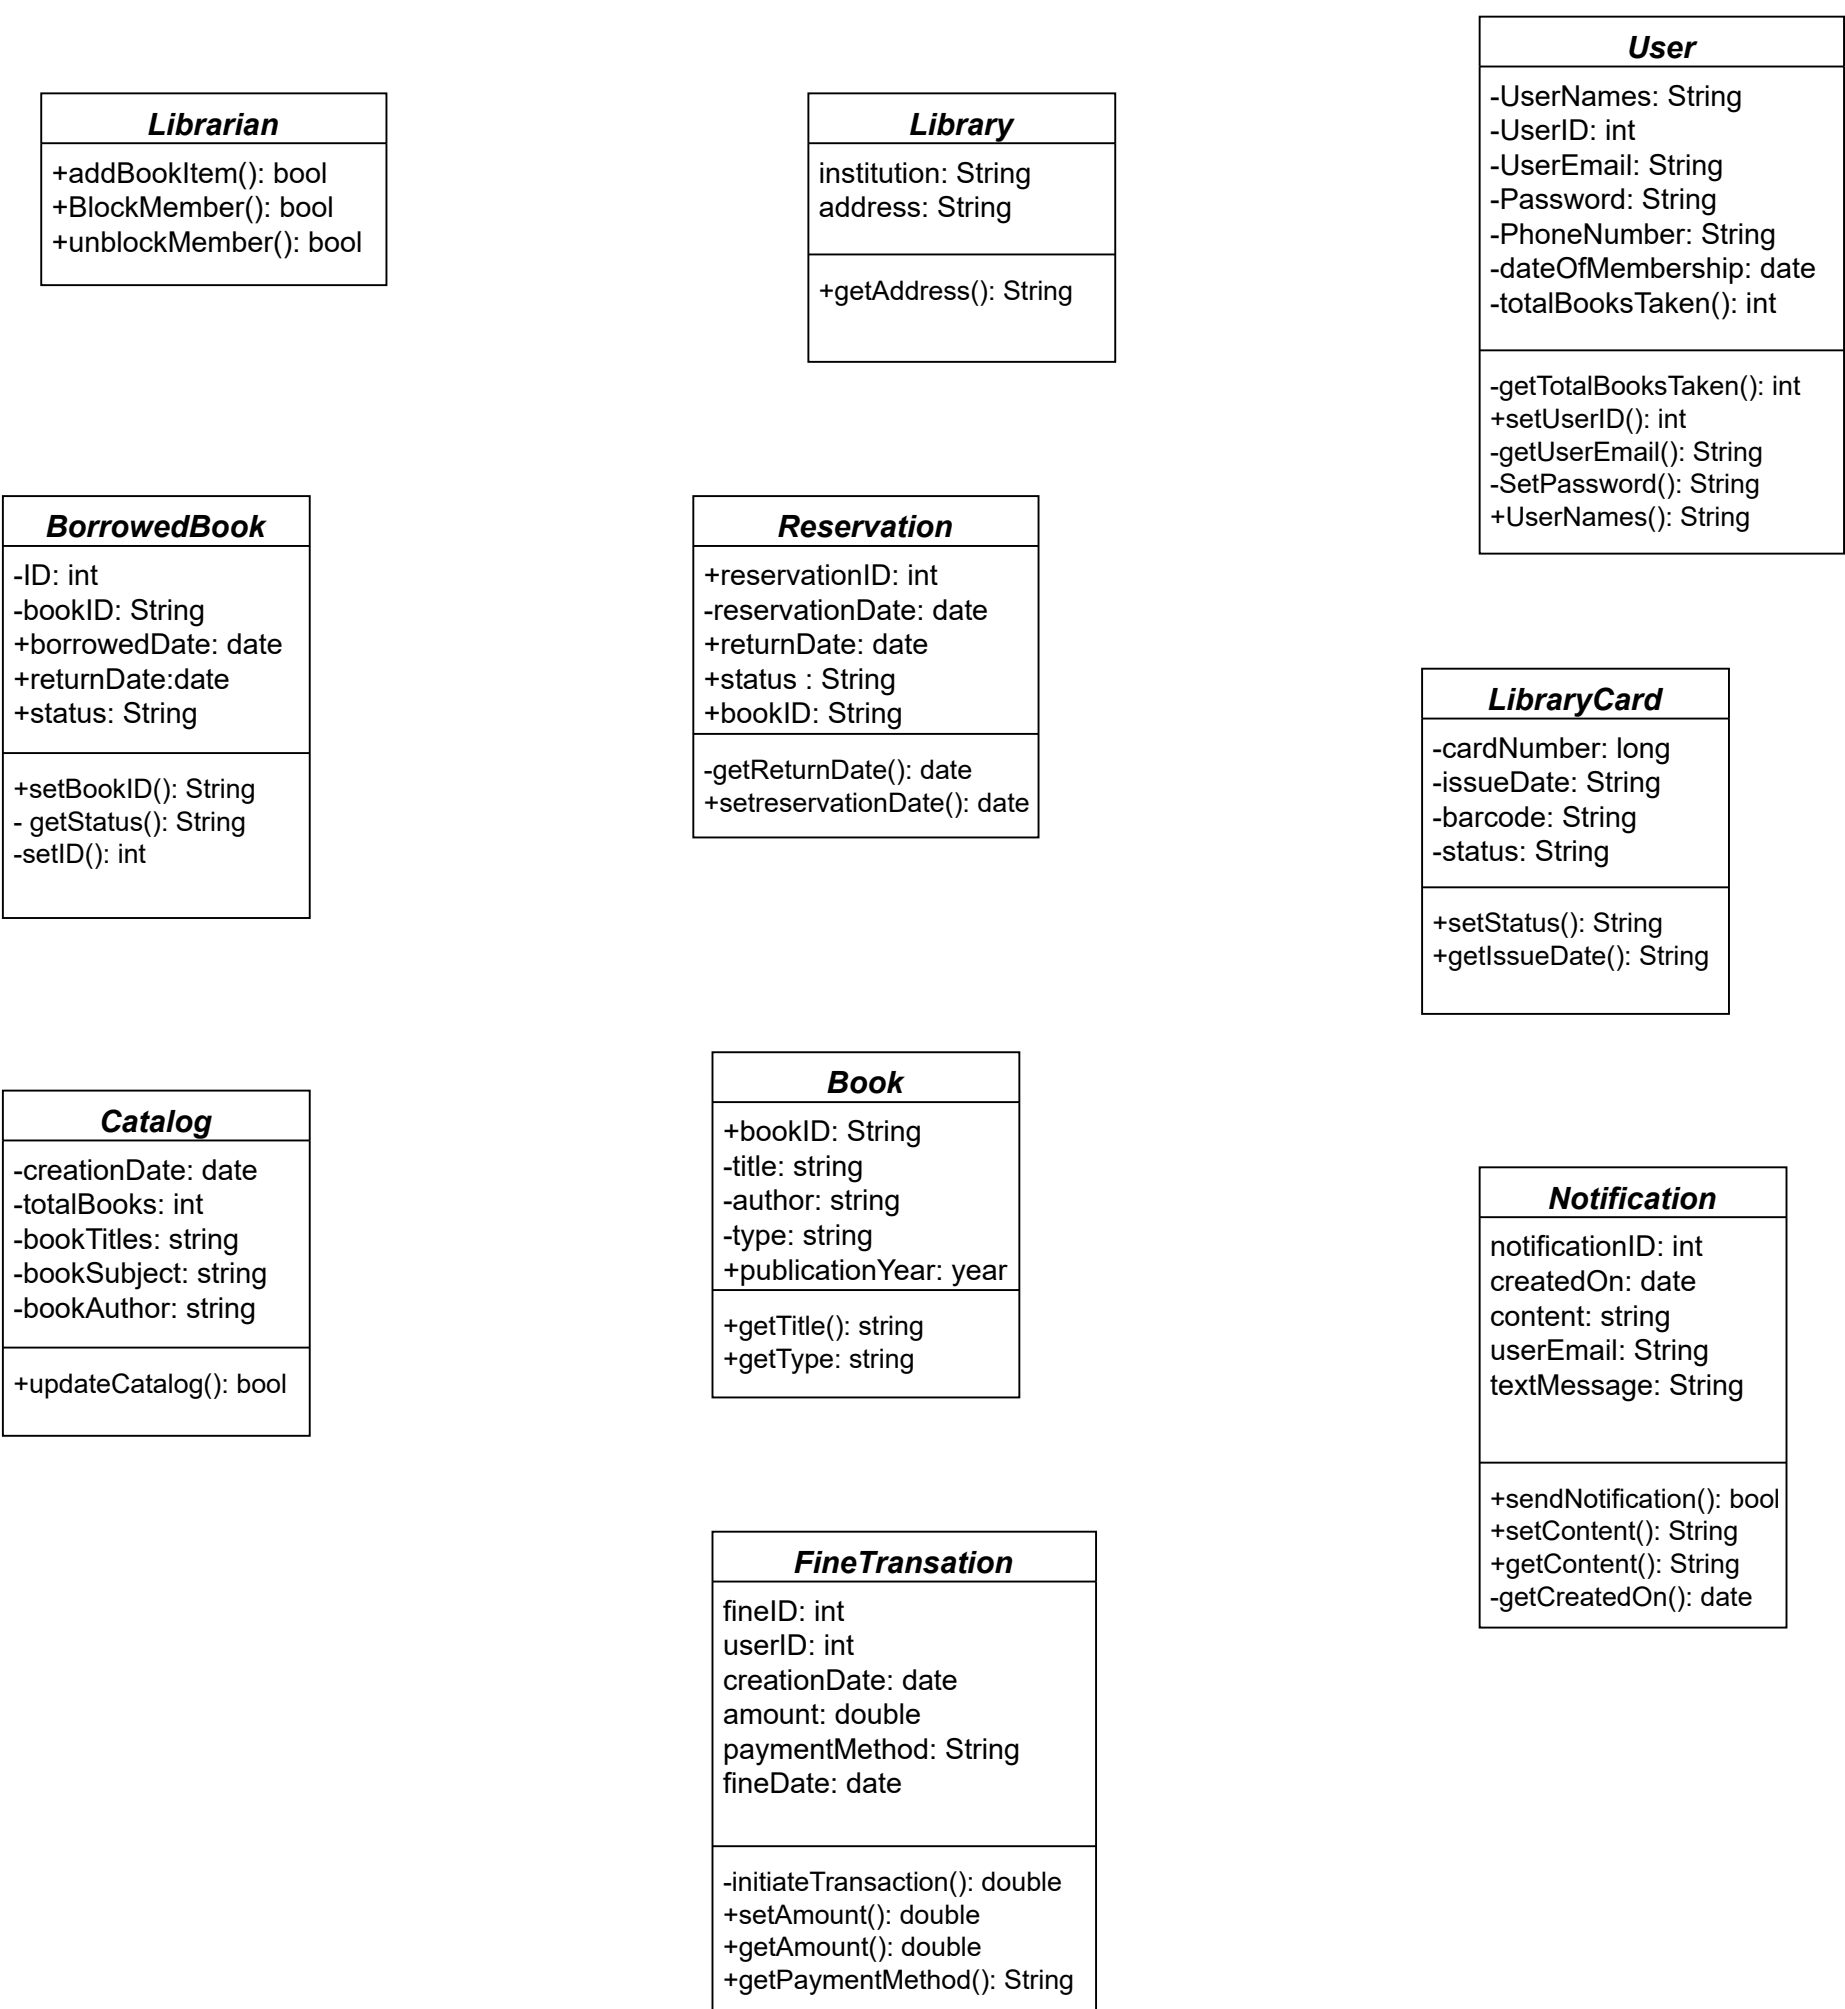 Librarian
+addBookItem(): bool
+BlockMember(): bool
+unblockMember(): bool
Library
institution: String
address: String
+getAddress(): String
User
-UserNames: String
-UserID: int
-UserEmail: String
-Password: String
-PhoneNumber: String
-dateOfMembership: date
-totalBooksTaken(): int
-getTotalBooksTaken(): int
+setUserID(): int
-getUserEmail(): String
-SetPassword(): String
+UserNames(): String
BorrowedBook
-ID: int
-bookID: String
+borrowedDate: date
+returnDate:date
+status: String
+setBookID(): String
- getStatus(): String
-setID(): int
Reservation
+reservationID: int
-reservationDate: date
+returnDate: date
+status : String
+bookID: String
-getReturnDate(): date
+setreservationDate(): date
LibraryCard
-cardNumber: long
-issueDate: String
-barcode: String
-status: String
+setStatus(): String
+getIssueDate(): String
Catalog
-creationDate: date
-totalBooks: int
-bookTitles: string
-bookSubject: string
-bookAuthor: string
+updateCatalog(): bool
Book
+bookID: String
-title: string
-author: string
-type: string
+publicationYear: year
+getTitle(): string
+getType: string
Notification
notificationID: int
createdOn: date
content: string
userEmail: String
textMessage: String
+sendNotification(): bool
+setContent(): String
+getContent(): String
-getCreatedOn(): date
FineTransation
fineID: int
userID: int
creationDate: date
amount: double
paymentMethod: String
fineDate: date
-initiateTransaction(): double
+setAmount(): double
+getAmount(): double
+getPaymentMethod(): String